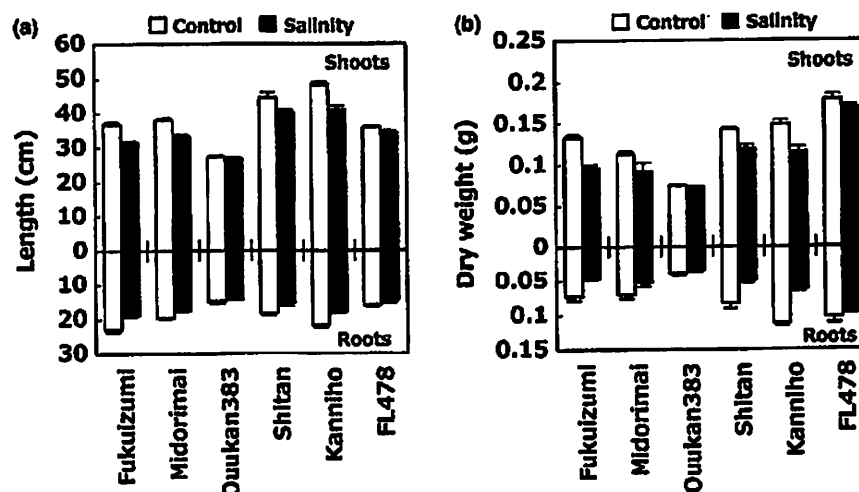 (a) Control Salinity
60
50
40
30
20
10
0
10
20
30
Length (cm)
Shoots
Roots
Fukuizumi
Midorimai
Ouukan383
Shitan
Kanniho
FL478
(b) Control Salinity
0.25
0.2
0.15
0.1
0.05
0
0.05
0.1
0.15
Dry weight (g)
Shoots
Roots
Fukuizumi
Midorimai
Ouukan383
Shitan
Kanniho
FL478